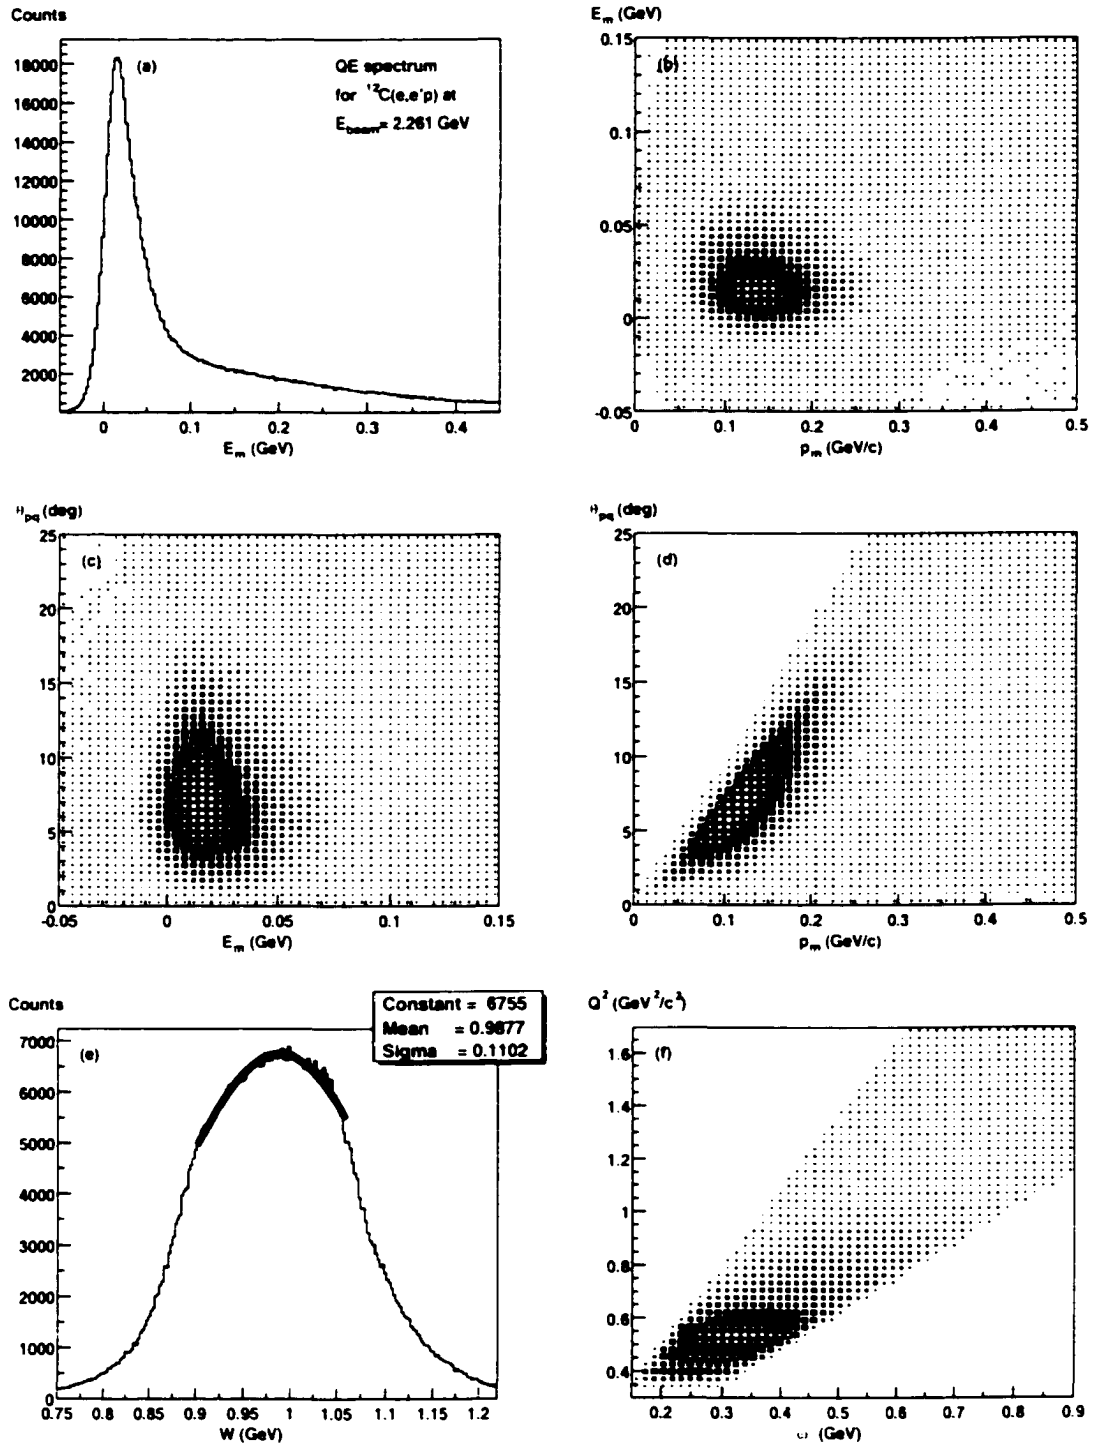 Counts
18000
16000
14000
12000
10000
8000
6000
4000
2000
(a)
QE spectrum
for ¹²C(e,e'p) at
E_beam= 2.261 GeV
0 0.1 0.2 0.3 0.4
E_m (GeV)
E_m (GeV)
0.15
0.1
0.05
0
-0.05
(b)
0 0.1 0.2 0.3 0.4 0.5
p_m (GeV/c)
θ_pq (deg)
25
20
15
10
5
0
(c)
-0.05 0 0.05 0.1 0.15
E_m (GeV)
θ_pq (deg)
25
20
15
10
5
0
(d)
0 0.1 0.2 0.3 0.4 0.5
p_m (GeV/c)
Counts
7000
6000
5000
4000
3000
2000
1000
0
(e)
Constant = 6755
Mean = 0.9877
Sigma = 0.1102
0.75 0.8 0.85 0.9 0.95 1 1.05 1.1 1.15 1.2
W (GeV)
Q² (GeV²/c²)
1.6
1.4
1.2
1
0.8
0.6
0.4
(f)
0.2 0.3 0.4 0.5 0.6 0.7 0.8 0.9
(GeV)